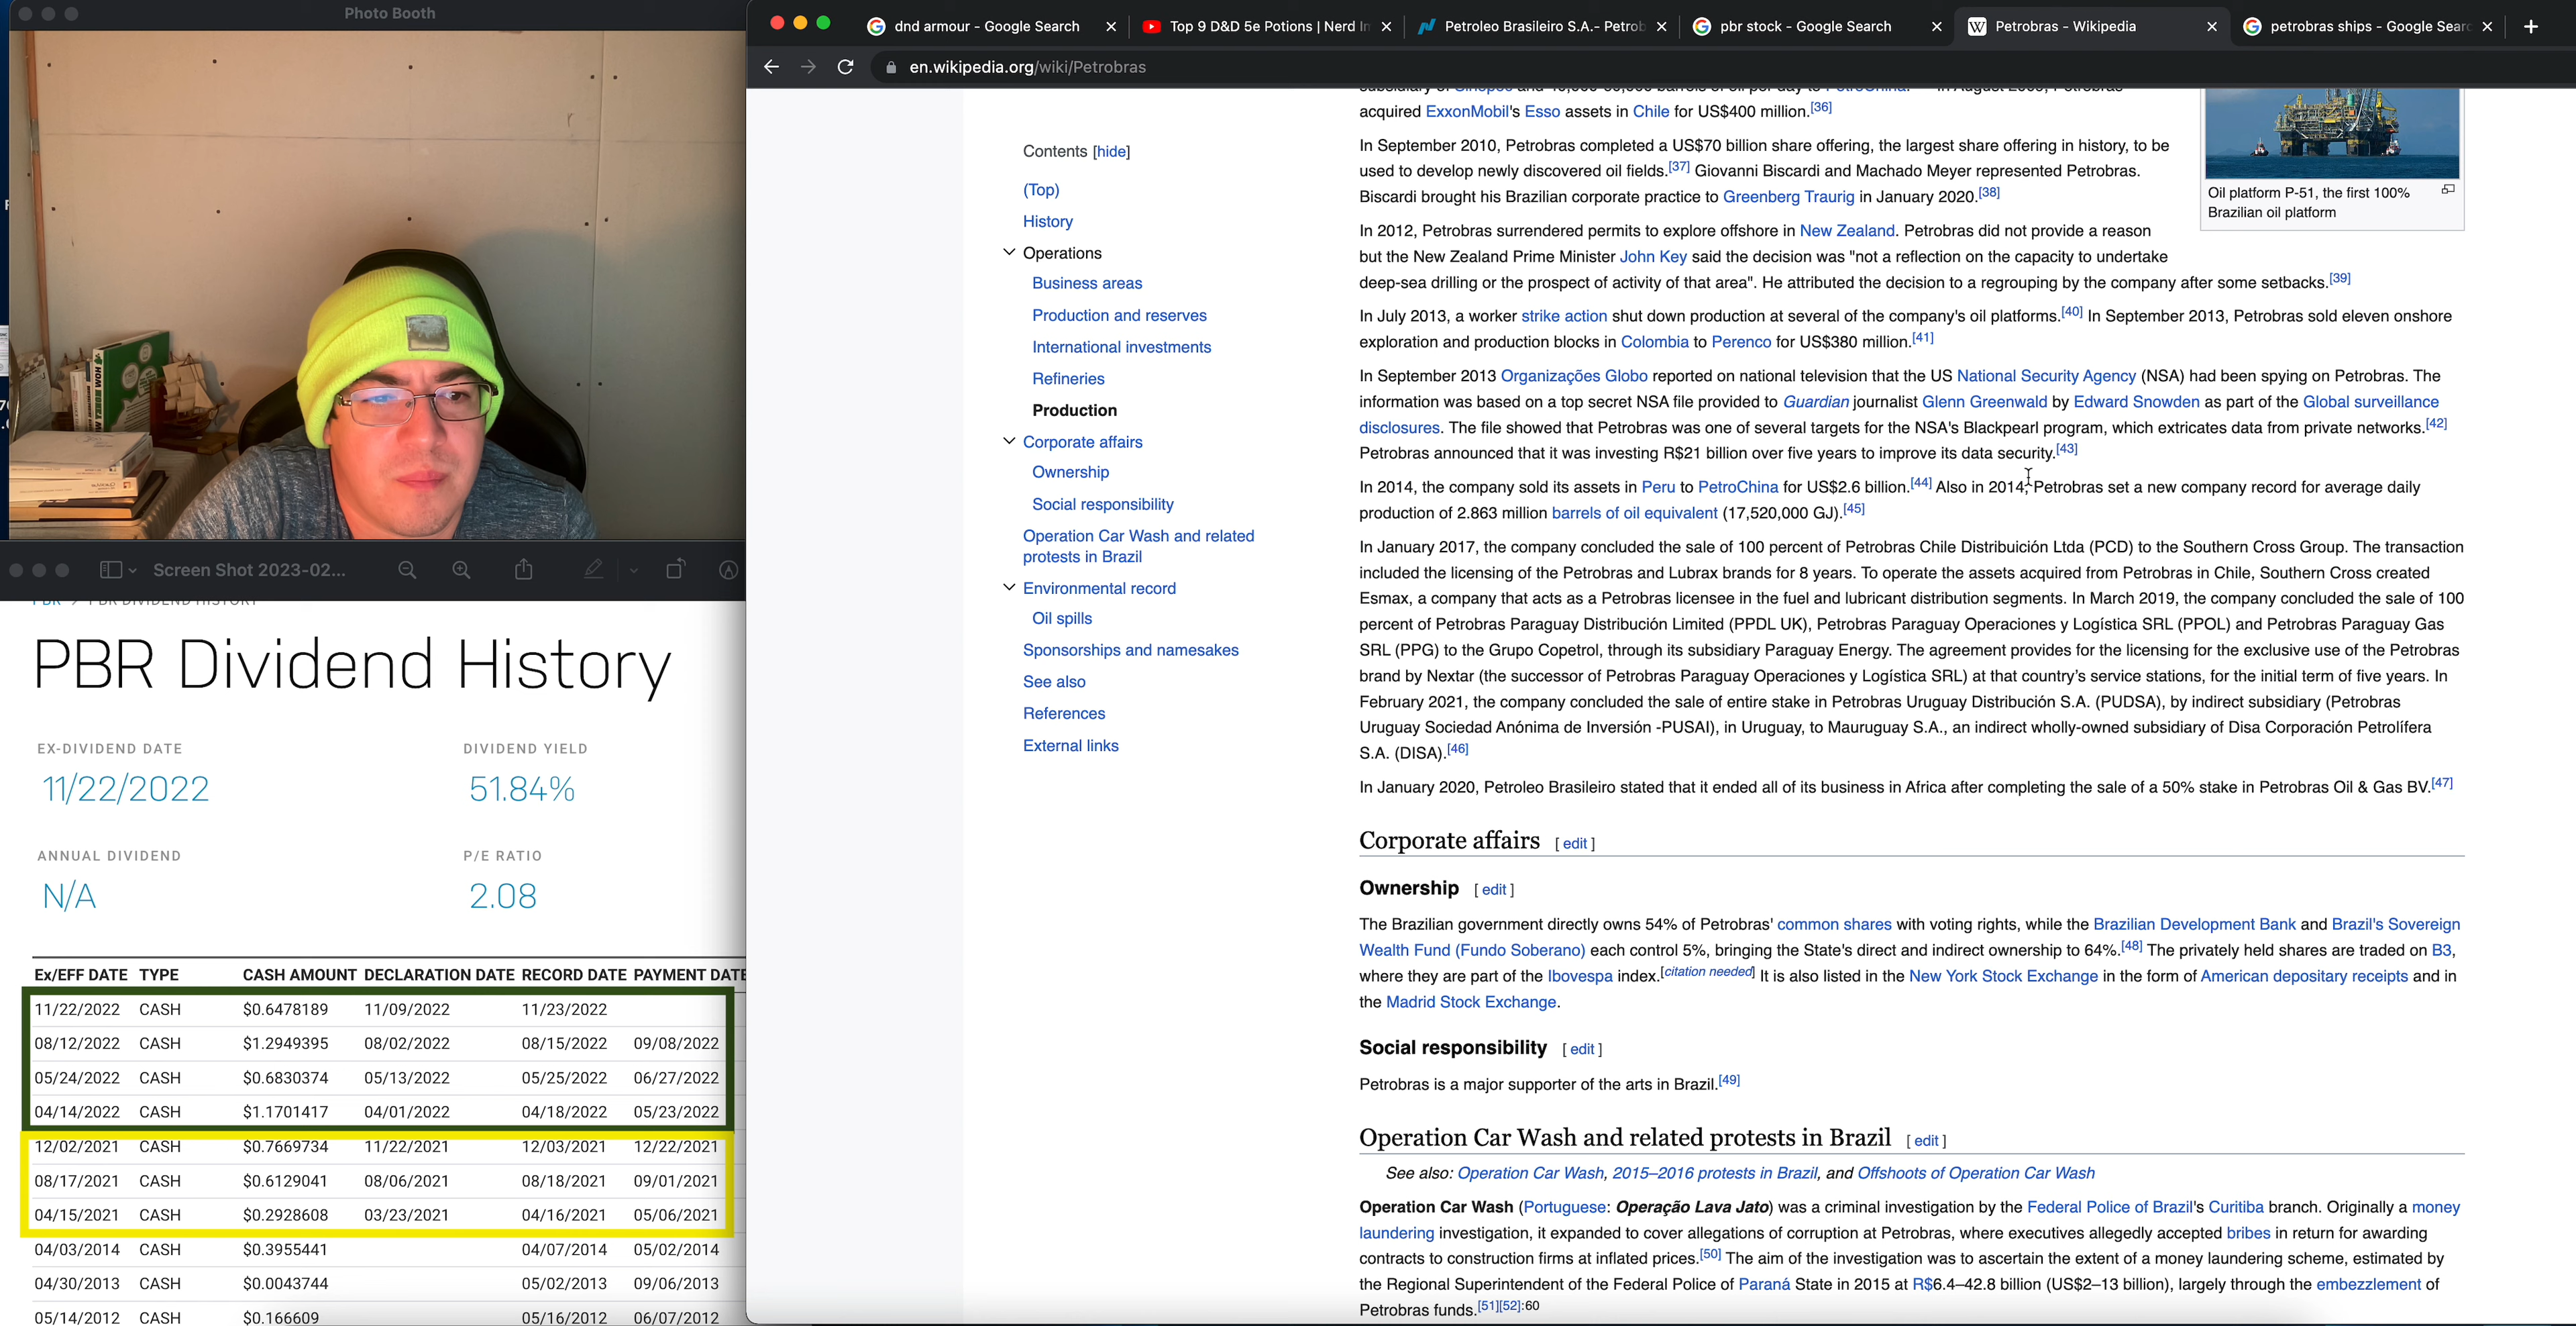 Photo Booth
dnd armour - Google Search
Top 9 D&D 5e Potions | Nerd In
Petroleo Brasileiro S.A.- Petrob
pbr stock - Google Search
Petrobras - Wikipedia
petrobras ships - Google Searc
en.wikipedia.org/wiki/Petrobras
Contents [hide]
(Top)
History
Operations
Business areas
Production and reserves
International investments
Refineries
Production
Corporate affairs
Ownership
Social responsibility
Operation Car Wash and related
protests in Brazil
Environmental record
Oil spills
Sponsorships and namesakes
See also
References
External links
acquired ExxonMobil's Esso assets in Chile for US$400 million.[36]
In September 2010, Petrobras completed a US$70 billion share offering, the largest share offering in history, to be
used to develop newly discovered oil fields.[37] Giovanni Biscardi and Machado Meyer represented Petrobras.
Biscardi brought his Brazilian corporate practice to Greenberg Traurig in January 2020.[38]
Oil platform P-51, the first 100%
Brazilian oil platform
In 2012, Petrobras surrendered permits to explore offshore in New Zealand. Petrobras did not provide a reason
but the New Zealand Prime Minister John Key said the decision was "not a reflection on the capacity to undertake
deep-sea drilling or the prospect of activity of that area". He attributed the decision to a regrouping by the company after some setbacks.[39]
In July 2013, a worker strike action shut down production at several of the company's oil platforms.[40] In September 2013, Petrobras sold eleven onshore
exploration and production blocks in Colombia to Perenco for US$380 million.[41]
In September 2013 Organizações Globo reported on national television that the US National Security Agency (NSA) had been spying on Petrobras. The
information was based on a top secret NSA file provided to Guardian journalist Glenn Greenwald by Edward Snowden as part of the Global surveillance
disclosures. The file showed that Petrobras was one of several targets for the NSA's Blackpearl program, which extricates data from private networks.[42]
Petrobras announced that it was investing R$21 billion over five years to improve its data security.[43]
In 2014, the company sold its assets in Peru to PetroChina for US$2.6 billion.[44] Also in 2014, Petrobras set a new company record for average daily
production of 2.863 million barrels of oil equivalent (17,520,000 GJ).[45]
In January 2017, the company concluded the sale of 100 percent of Petrobras Chile Distribuición Ltda (PCD) to the Southern Cross Group. The transaction
included the licensing of the Petrobras and Lubrax brands for 8 years. To operate the assets acquired from Petrobras in Chile, Southern Cross created
Esmax, a company that acts as a Petrobras licensee in the fuel and lubricant distribution segments. In March 2019, the company concluded the sale of 100
percent of Petrobras Paraguay Distribución Limited (PPDL UK), Petrobras Paraguay Operaciones y Logística SRL (PPOL) and Petrobras Paraguay Gas
SRL (PPG) to the Grupo Copetrol, through its subsidiary Paraguay Energy. The agreement provides for the licensing for the exclusive use of the Petrobras
brand by Nextar (the successor of Petrobras Paraguay Operaciones y Logística SRL) at that country's service stations, for the initial term of five years. In
February 2021, the company concluded the sale of entire stake in Petrobras Uruguay Distribución S.A. (PUDSA), by indirect subsidiary (Petrobras
Uruguay Sociedad Anónima de Inversión -PUSAI), in Uruguay, to Mauruguay S.A., an indirect wholly-owned subsidiary of Disa Corporación Petrolífera
S.A. (DISA).[46]
In January 2020, Petroleo Brasileiro stated that it ended all of its business in Africa after completing the sale of a 50% stake in Petrobras Oil & Gas BV.[47]
Corporate affairs [ edit ]
Ownership [ edit ]
The Brazilian government directly owns 54% of Petrobras' common shares with voting rights, while the Brazilian Development Bank and Brazil's Sovereign
Wealth Fund (Fundo Soberano) each control 5%, bringing the State's direct and indirect ownership to 64%.[48] The privately held shares are traded on B3,
where they are part of the Ibovespa index.[citation needed] It is also listed in the New York Stock Exchange in the form of American depositary receipts and in
the Madrid Stock Exchange.
Social responsibility [ edit ]
Petrobras is a major supporter of the arts in Brazil.[49]
Operation Car Wash and related protests in Brazil [ edit ]
See also: Operation Car Wash, 2015–2016 protests in Brazil, and Offshoots of Operation Car Wash
Operation Car Wash (Portuguese: Operação Lava Jato) was a criminal investigation by the Federal Police of Brazil's Curitiba branch. Originally a money
laundering investigation, it expanded to cover allegations of corruption at Petrobras, where executives allegedly accepted bribes in return for awarding
contracts to construction firms at inflated prices.[50] The aim of the investigation was to ascertain the extent of a money laundering scheme, estimated by
the Regional Superintendent of the Federal Police of Paraná State in 2015 at R$6.4–42.8 billion (US$2–13 billion), largely through the embezzlement of
Petrobras funds.[51][52]:60
Screen Shot 2023-02...
PBR > PBR DIVIDEND HISTORY
PBR Dividend History
EX-DIVIDEND DATE DIVIDEND YIELD
11/22/2022 51.84%
ANNUAL DIVIDEND P/E RATIO
N/A 2.08
Ex/EFF DATE TYPE CASH AMOUNT DECLARATION DATE RECORD DATE PAYMENT DATE
11/22/2022 CASH $0.6478189 11/09/2022 11/23/2022
08/12/2022 CASH $1.2949395 08/02/2022 08/15/2022 09/08/2022
05/24/2022 CASH $0.6830374 05/13/2022 05/25/2022 06/27/2022
04/14/2022 CASH $1.1701417 04/01/2022 04/18/2022 05/23/2022
12/02/2021 CASH $0.7669734 11/22/2021 12/03/2021 12/22/2021
08/17/2021 CASH $0.6129041 08/06/2021 08/18/2021 09/01/2021
04/15/2021 CASH $0.2928608 03/23/2021 04/16/2021 05/06/2021
04/03/2014 CASH $0.3955441 04/07/2014 05/02/2014
04/30/2013 CASH $0.0043744 05/02/2013 09/06/2013
05/14/2012 CASH $0.166609 05/16/2012 06/07/2012